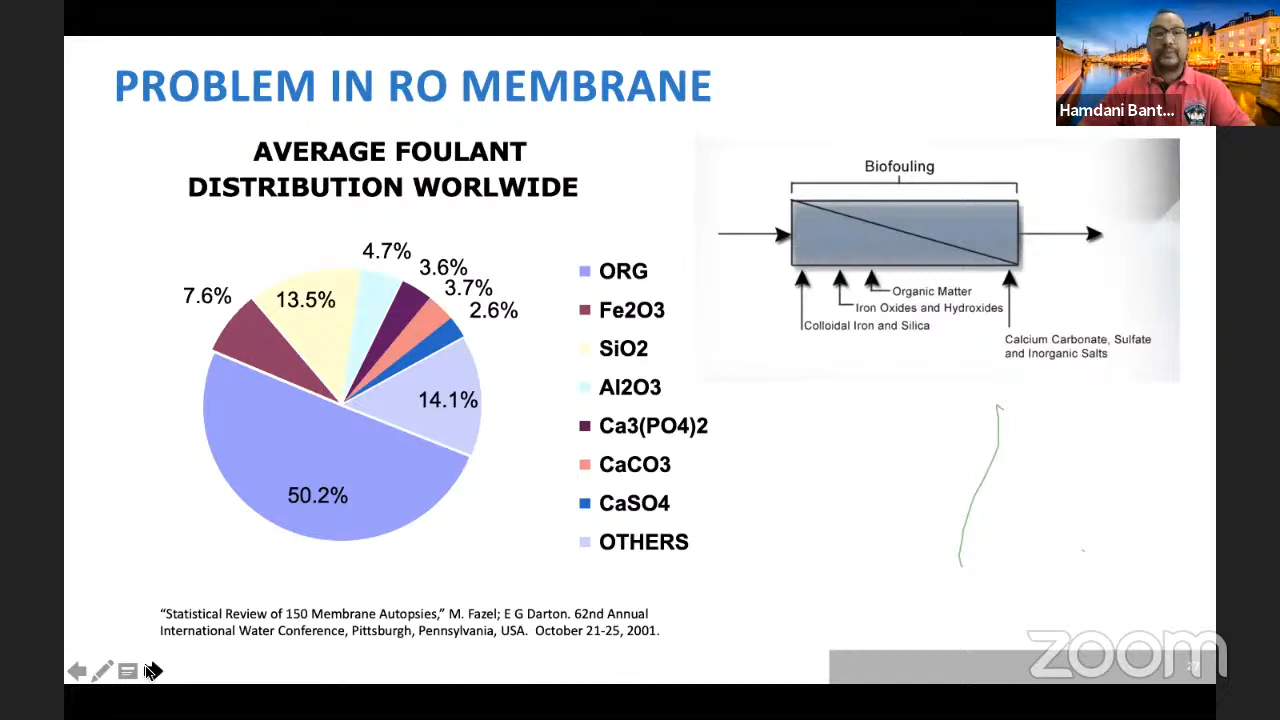 PROBLEM IN RO MEMBRANE
Hamdani Bant...
AVERAGE FOULANT
DISTRIBUTION WORLWIDE
4.7%
3.6%
3.7%
2.6%
7.6%
13.5%
14.1%
50.2%
ORG
Fe2O3
SiO2
Al2O3
Ca3(PO4)2
CaCO3
CaSO4
OTHERS
Biofouling
Organic Matter
Iron Oxides and Hydroxides
Colloidal Iron and Silica
Calcium Carbonate, Sulfate
and Inorganic Salts
“Statistical Review of 150 Membrane Autopsies,” M. Fazel; E G Darton. 62nd Annual
International Water Conference, Pittsburgh, Pennsylvania, USA. October 21-25, 2001.
zoom